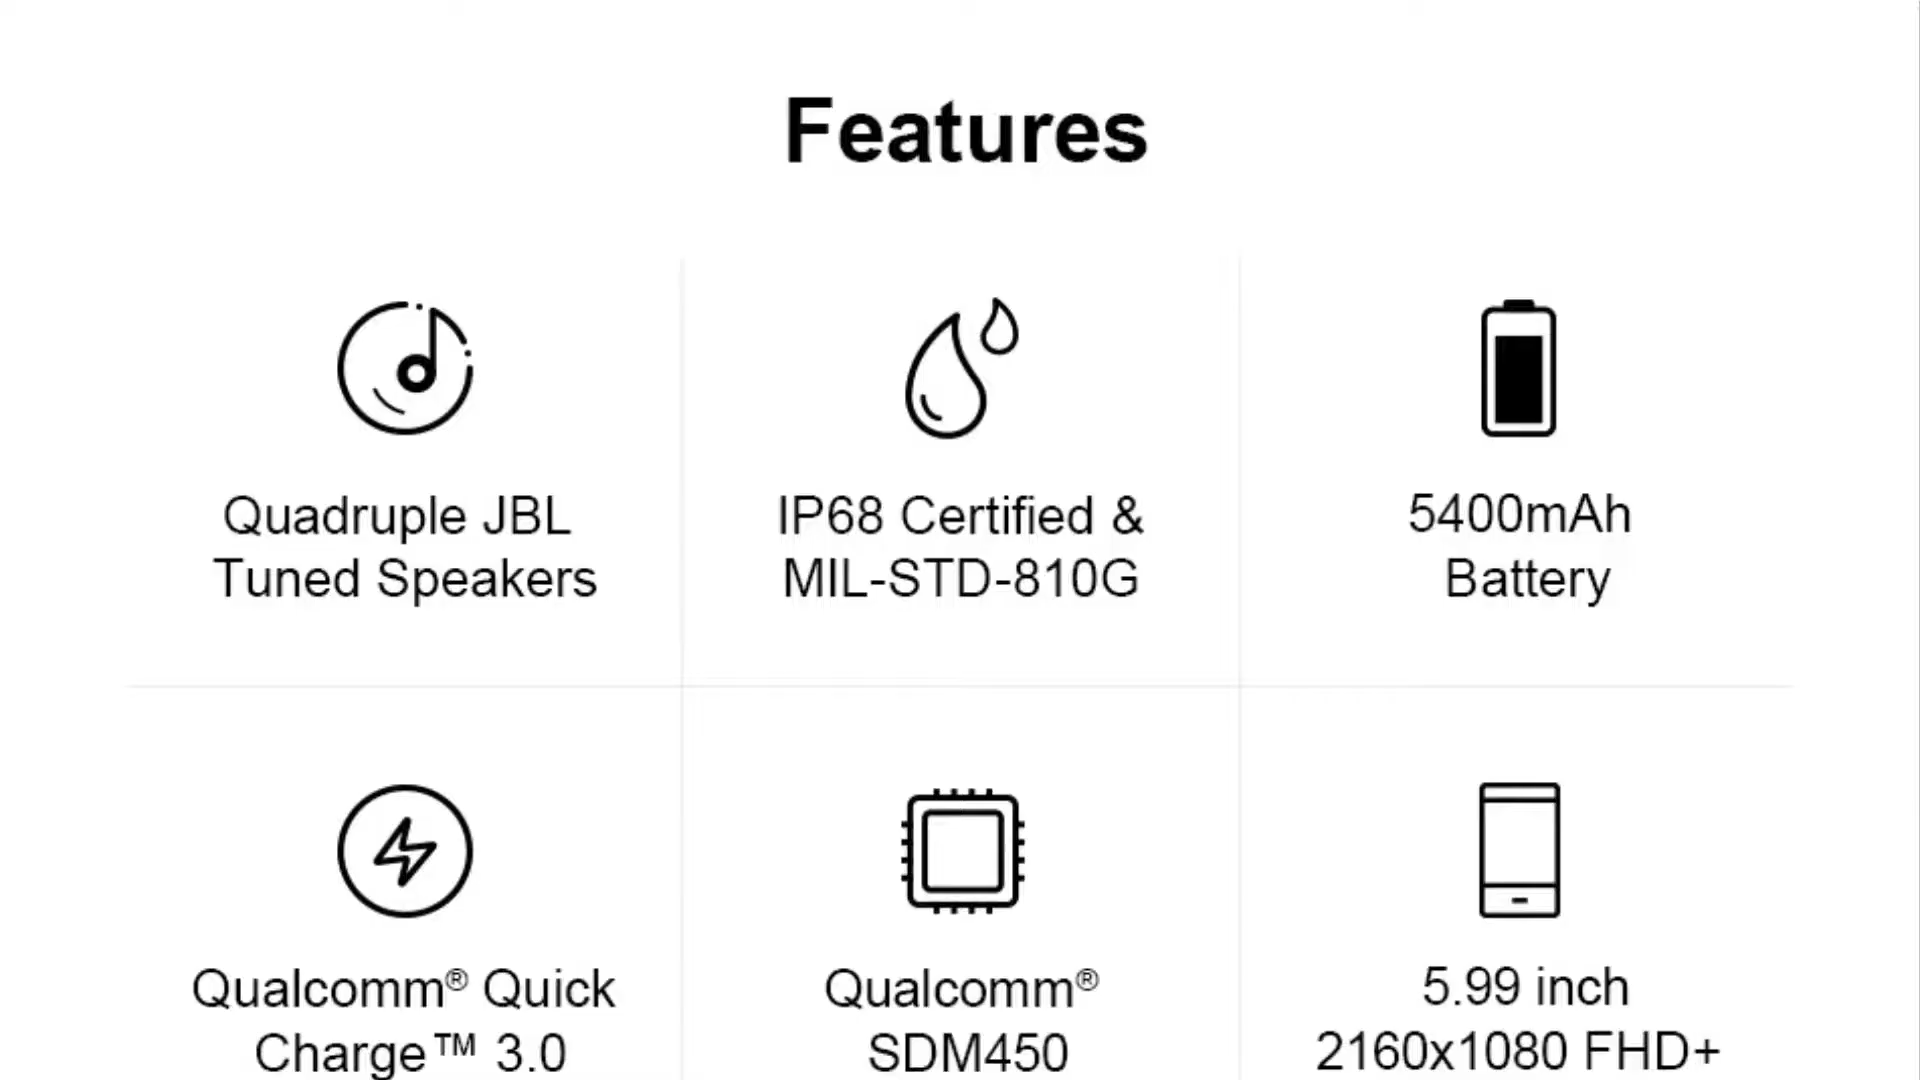 Features
Quadruple JBL
Tuned Speakers
IP68 Certified &
MIL-STD-810G
5400mAh
Battery
Qualcomm® Quick
Charge™ 3.0
Qualcomm®
SDM450
5.99 inch
2160x1080 FHD+